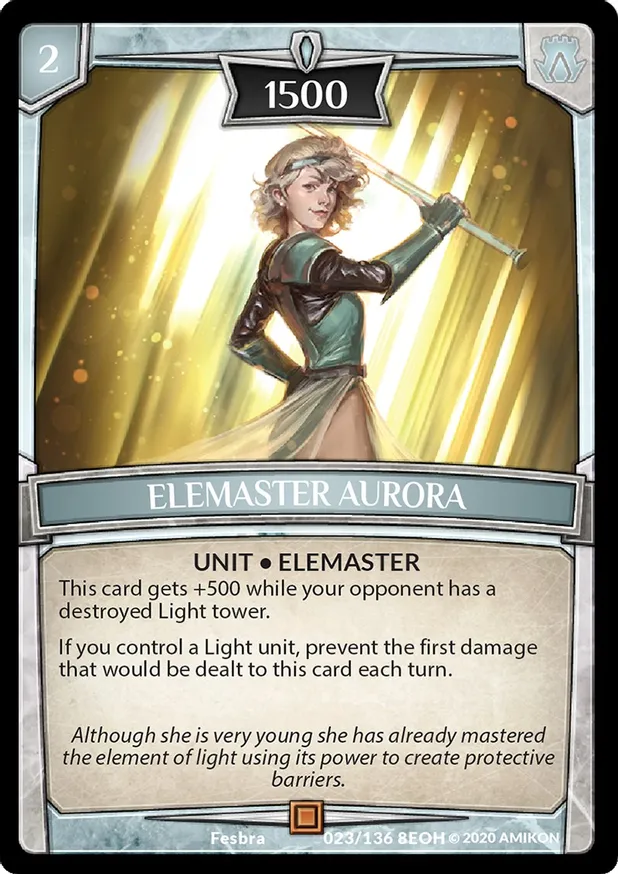 2
1500
ELEMASTER AURORA
UNIT • ELEMASTER
This card gets +500 while your opponent has a
destroyed Light tower.
If you control a Light unit, prevent the first damage
that would be dealt to this card each turn.
Although she is very young she has already mastered
the element of light using its power to create protective
barriers.
Fesbra 023/136 8EOH © 2020 AMIKON